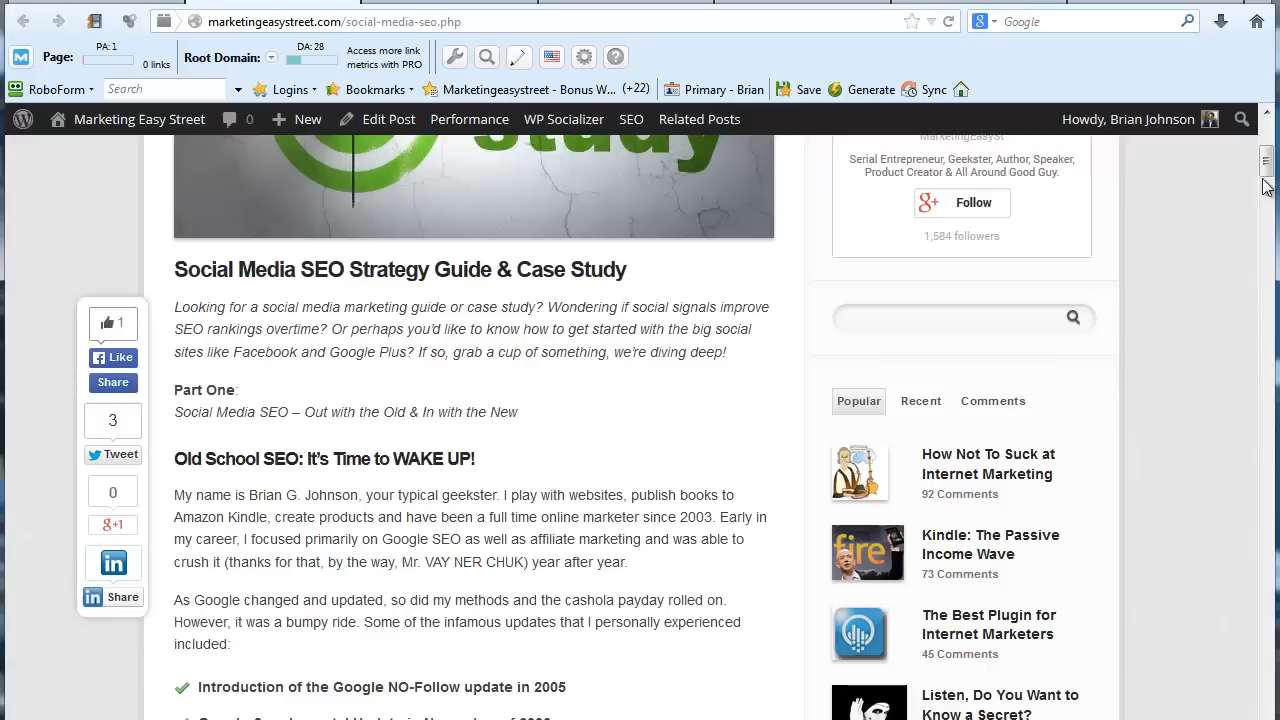 marketingeasystreet.com/social-media-seo.php
Google
Page:
PA: 1
0 links
Root Domain:
DA: 28
Access more link
metrics with PRO
RoboForm
Search
Logins
Bookmarks
Marketingeasystreet - Bonus W...
(+22)
Primary - Brian
Save
Generate
Sync
Marketing Easy Street
0
New
Edit Post
Performance
WP Socializer
SEO
Related Posts
Howdy, Brian Johnson
study
MarketingEasySt
Serial Entrepreneur, Geekster, Author, Speaker,
Product Creator & All Around Good Guy.
g+ Follow
1,584 followers
Social Media SEO Strategy Guide & Case Study
Looking for a social media marketing guide or case study? Wondering if social signals improve
SEO rankings overtime? Or perhaps you'd like to know how to get started with the big social
sites like Facebook and Google Plus? If so, grab a cup of something, we're diving deep!
Part One:
Social Media SEO – Out with the Old & In with the New
Old School SEO: It's Time to WAKE UP!
My name is Brian G. Johnson, your typical geekster. I play with websites, publish books to
Amazon Kindle, create products and have been a full time online marketer since 2003. Early in
my career, I focused primarily on Google SEO as well as affiliate marketing and was able to
crush it (thanks for that, by the way, Mr. VAY NER CHUK) year after year.
As Google changed and updated, so did my methods and the cashola payday rolled on.
However, it was a bumpy ride. Some of the infamous updates that I personally experienced
included:
Introduction of the Google NO-Follow update in 2005
1
Like
Share
3
Tweet
0
g+1
in
in Share
Popular
Recent
Comments
How Not To Suck at
Internet Marketing
92 Comments
fire
Kindle: The Passive
Income Wave
73 Comments
The Best Plugin for
Internet Marketers
45 Comments
Listen, Do You Want to
Know a Secret?